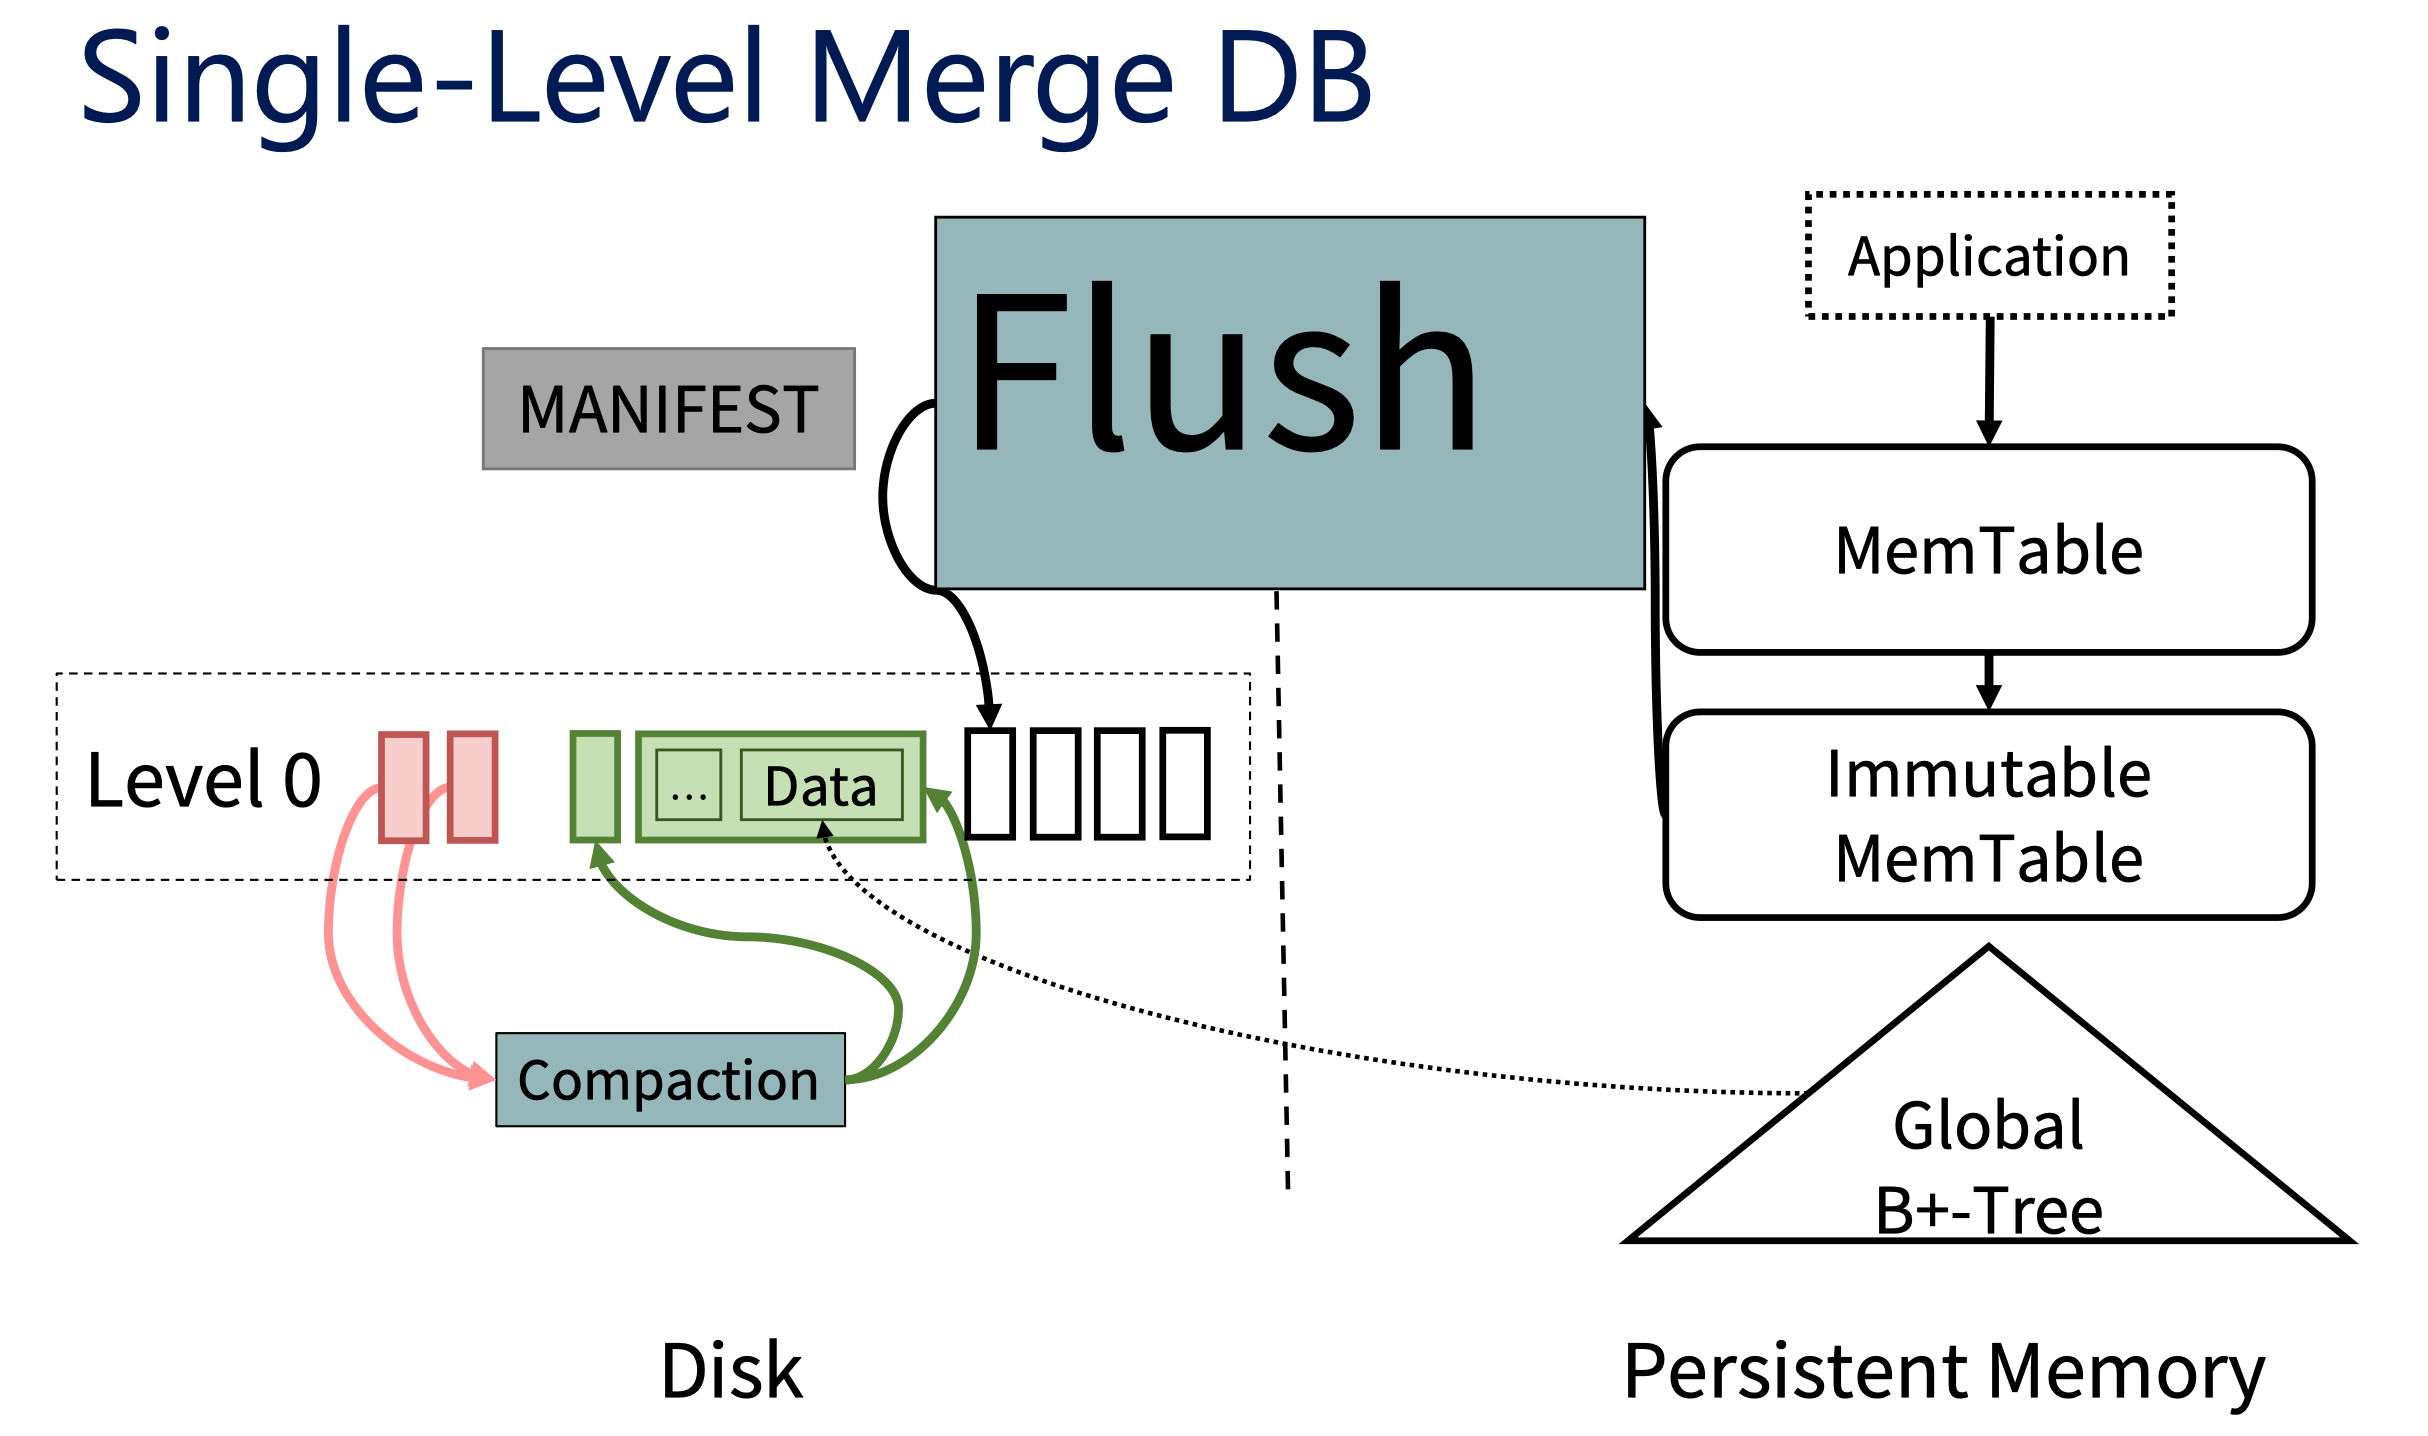 Single-Level Merge DB
Application
Flush
MANIFEST
MemTable
Level 0
...
Data
Immutable
MemTable
Compaction
Global
B+-Tree
Disk
Persistent Memory